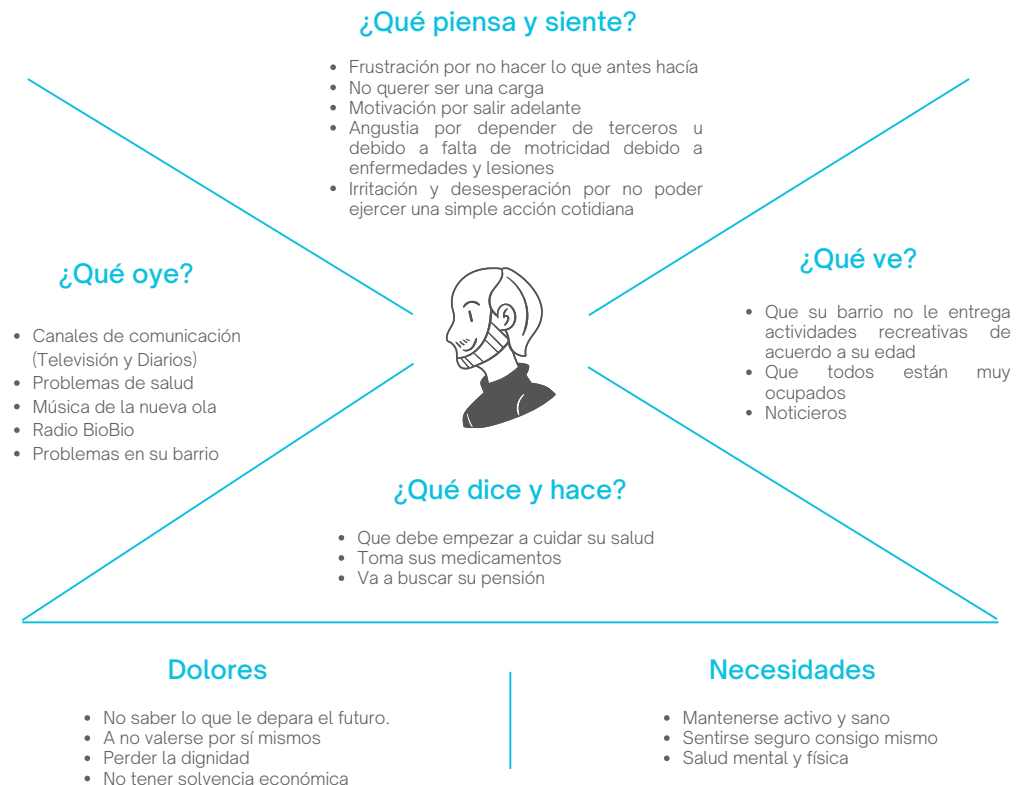 ¿Qué piensa y siente?
• Frustración por no hacer lo que antes hacía
• No querer ser una carga
• Motivación por salir adelante
• Angustia por depender de terceros u
debido a falta de motricidad debido a
enfermedades y lesiones
• Irritación y desesperación por no poder
ejercer una simple acción cotidiana
¿Qué oye?
• Canales de comunicación
(Televisión y Diarios)
• Problemas de salud
• Música de la nueva ola
• Radio BioBio
• Problemas en su barrio
¿Qué ve?
• Que su barrio no le entrega
actividades recreativas de
acuerdo a su edad
• Que todos están muy
ocupados
• Noticieros
¿Qué dice y hace?
• Que debe empezar a cuidar su salud
• Toma sus medicamentos
• Va a buscar su pensión
Dolores
• No saber lo que le depara el futuro.
• A no valerse por sí mismos
• Perder la dignidad
• No tener solvencia económica
Necesidades
• Mantenerse activo y sano
• Sentirse seguro consigo mismo
• Salud mental y física